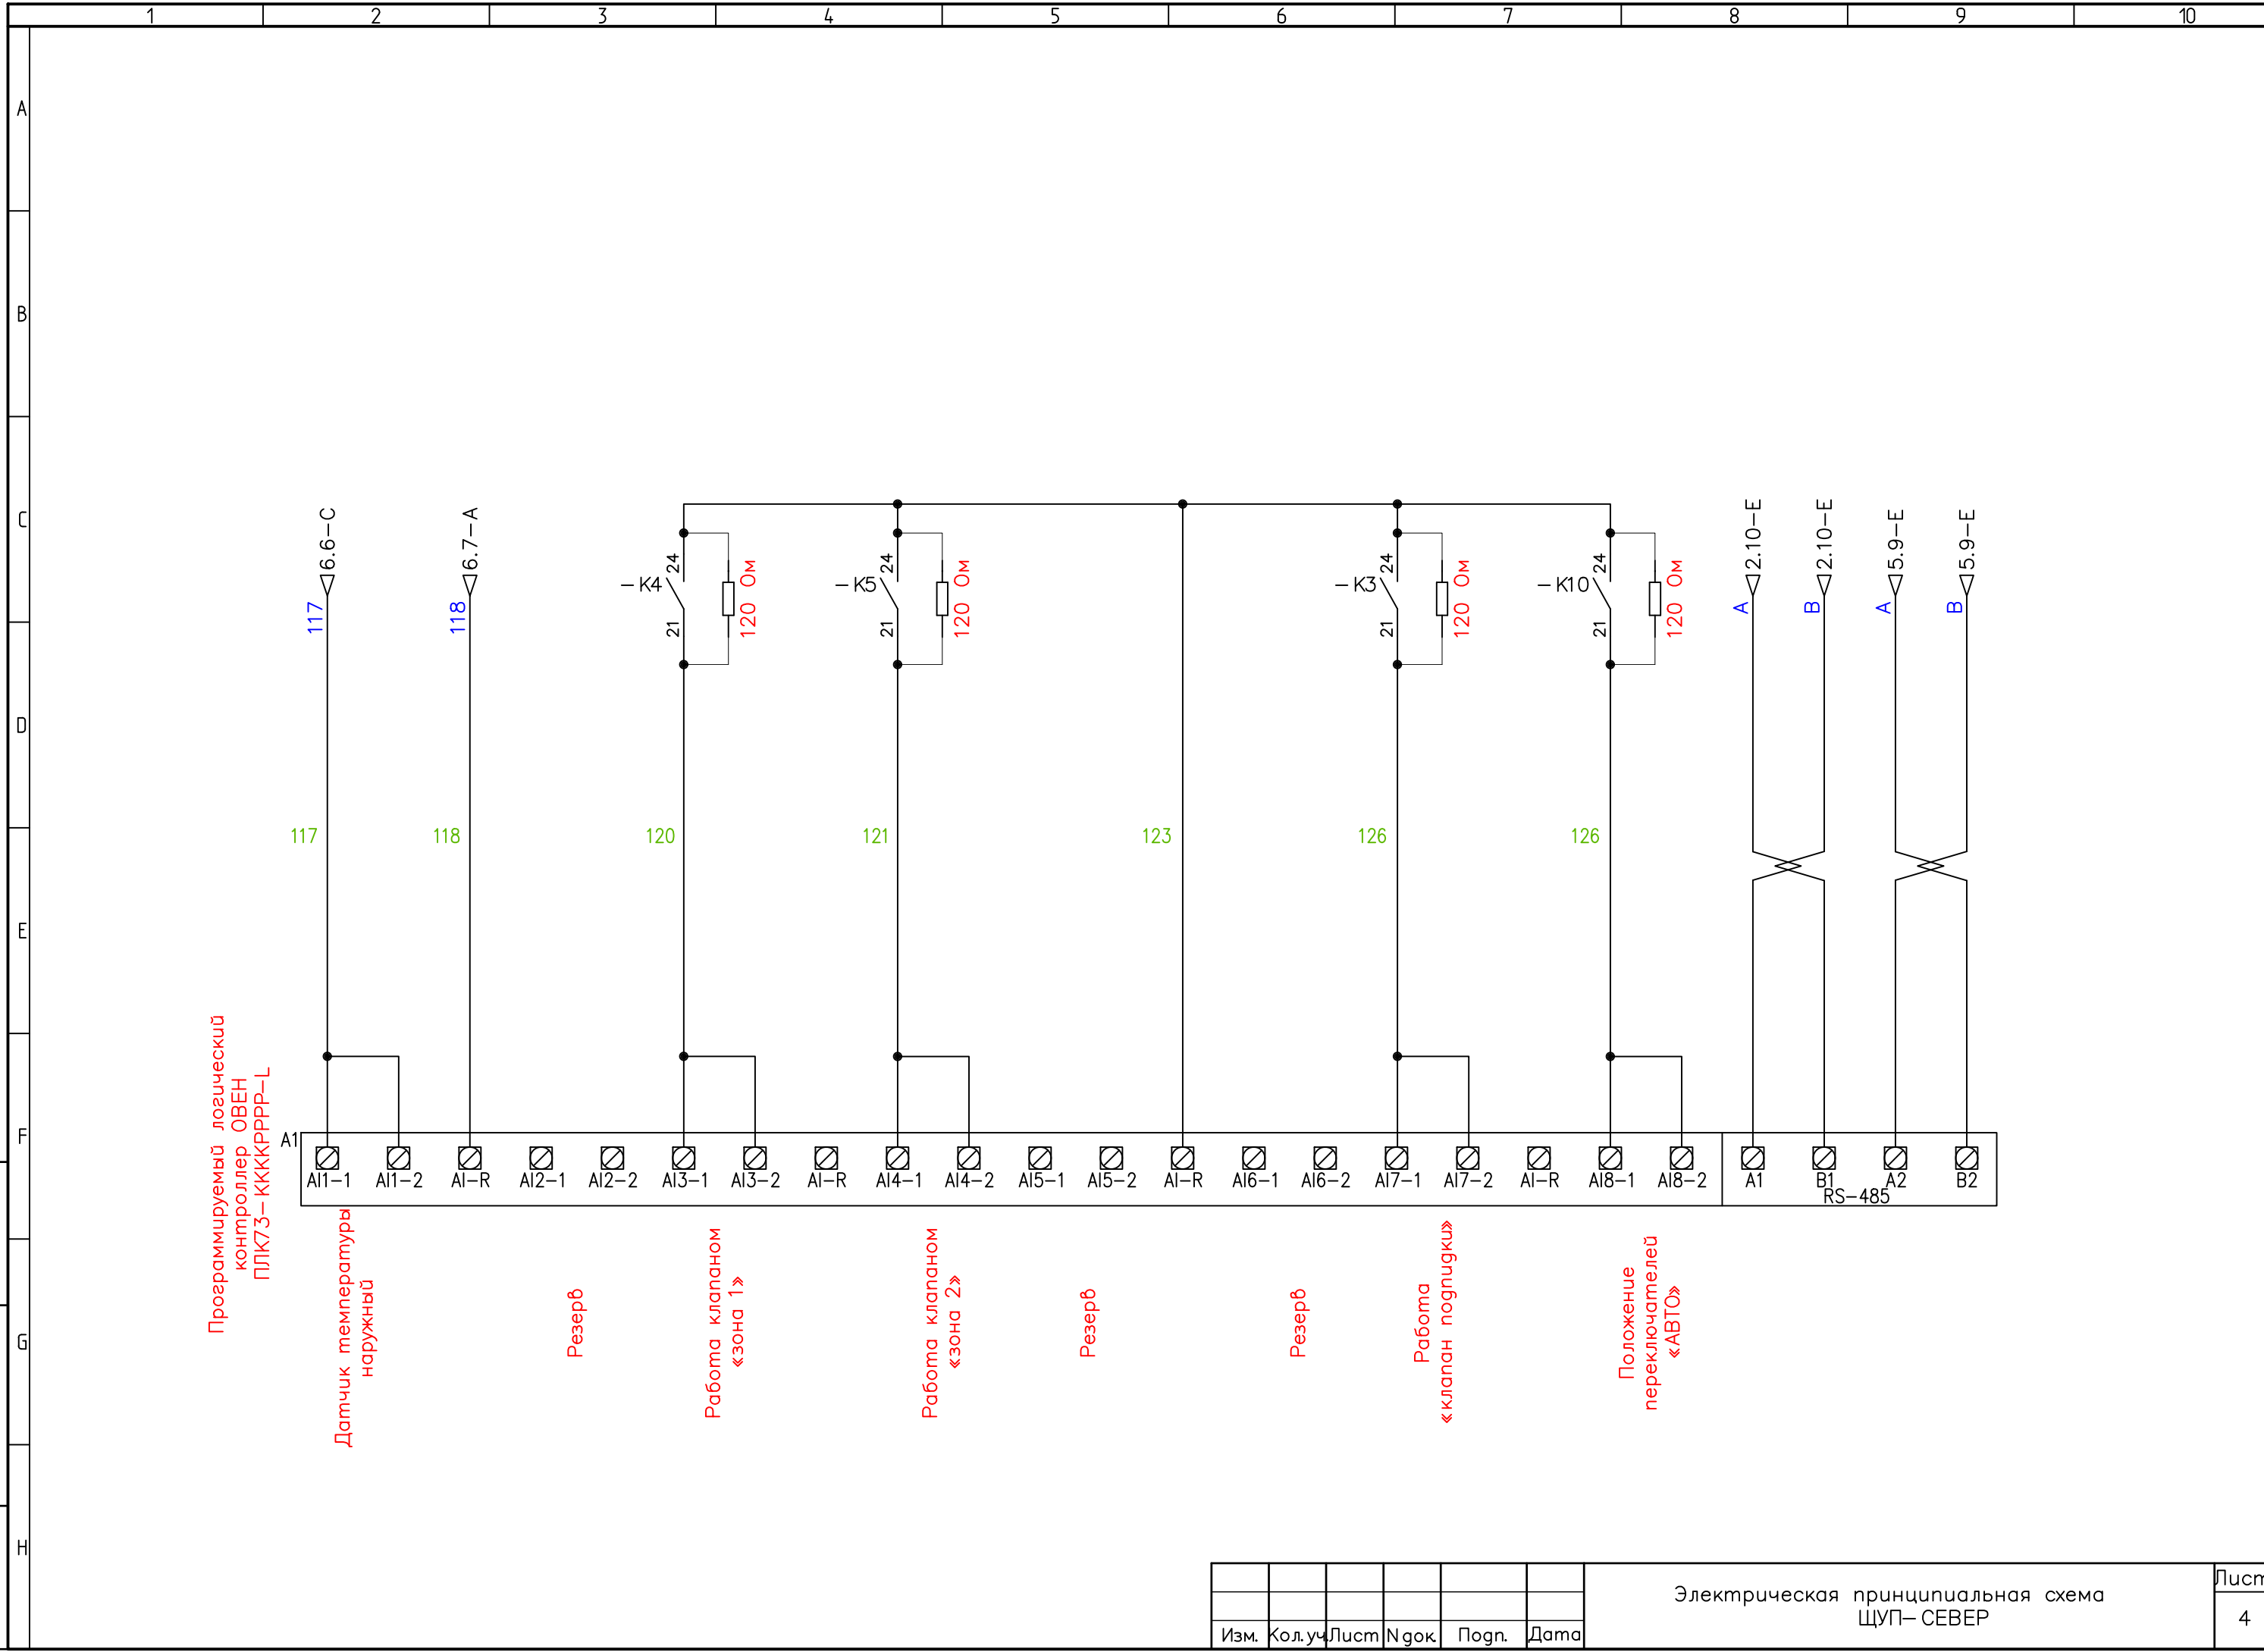 1 2 3 4 5 6 7 8 9 10
A
B
C
D
E
F
G
H
6.6-C
6.7-A
2.10-E
2.10-E
5.9-E
5.9-E
117
118
A
B
A
B
-K4
24
21
120 Ом
-K5
24
21
120 Ом
-K3
24
21
120 Ом
-K10
24
21
120 Ом
117 118 120 121 123 126 126
Программируемый логический
контроллер ОВЕН
ПЛК73-ККККРРРР-L
A1
AI1-1 AI1-2 AI-R AI2-1 AI2-2 AI3-1 AI3-2 AI-R AI4-1 AI4-2 AI5-1 AI5-2 AI-R AI6-1 AI6-2 AI7-1 AI7-2 AI-R AI8-1 AI8-2 A1 B1 A2 B2
RS-485
Датчик температуры
наружный
Резерв
Работа клапаном
«зона 1»
Работа клапаном
«зона 2»
Резерв
Резерв
Работа
«клапан подпидки»
Положение
переключателей
«АВТО»
Изм. Кол.уч Лист N док. Подп. Дата
Электрическая принципиальная схема
ЩУП-СЕВЕР
Лист
4